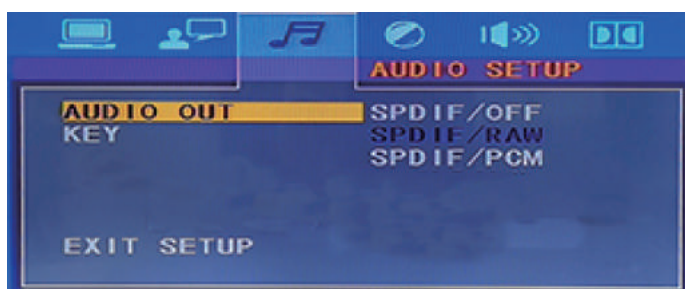 AUDIO SETUP
AUDIO OUT SPDIF/OFF
KEY SPDIF/RAW
SPDIF/PCM
EXIT SETUP